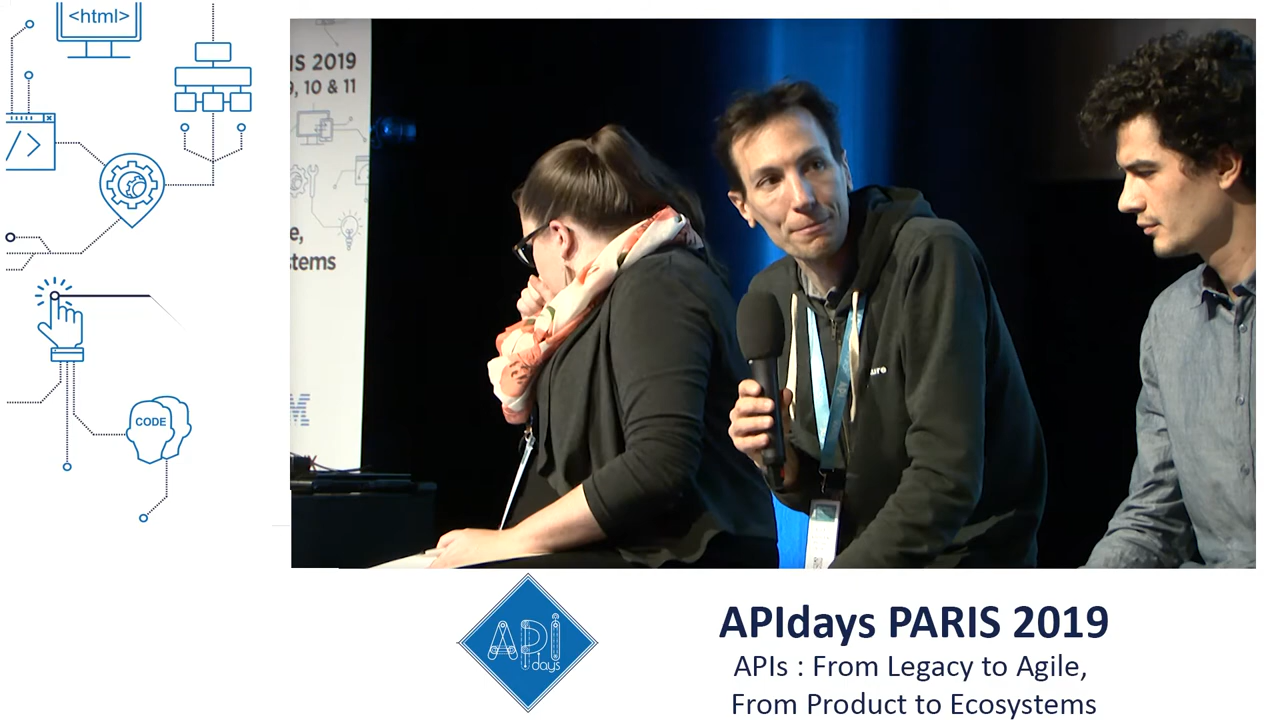 <html>
IS 2019
9, 10 & 11
</>
e,
stems
CODE
ure
API
days
APIdays PARIS 2019
APIs : From Legacy to Agile,
From Product to Ecosystems